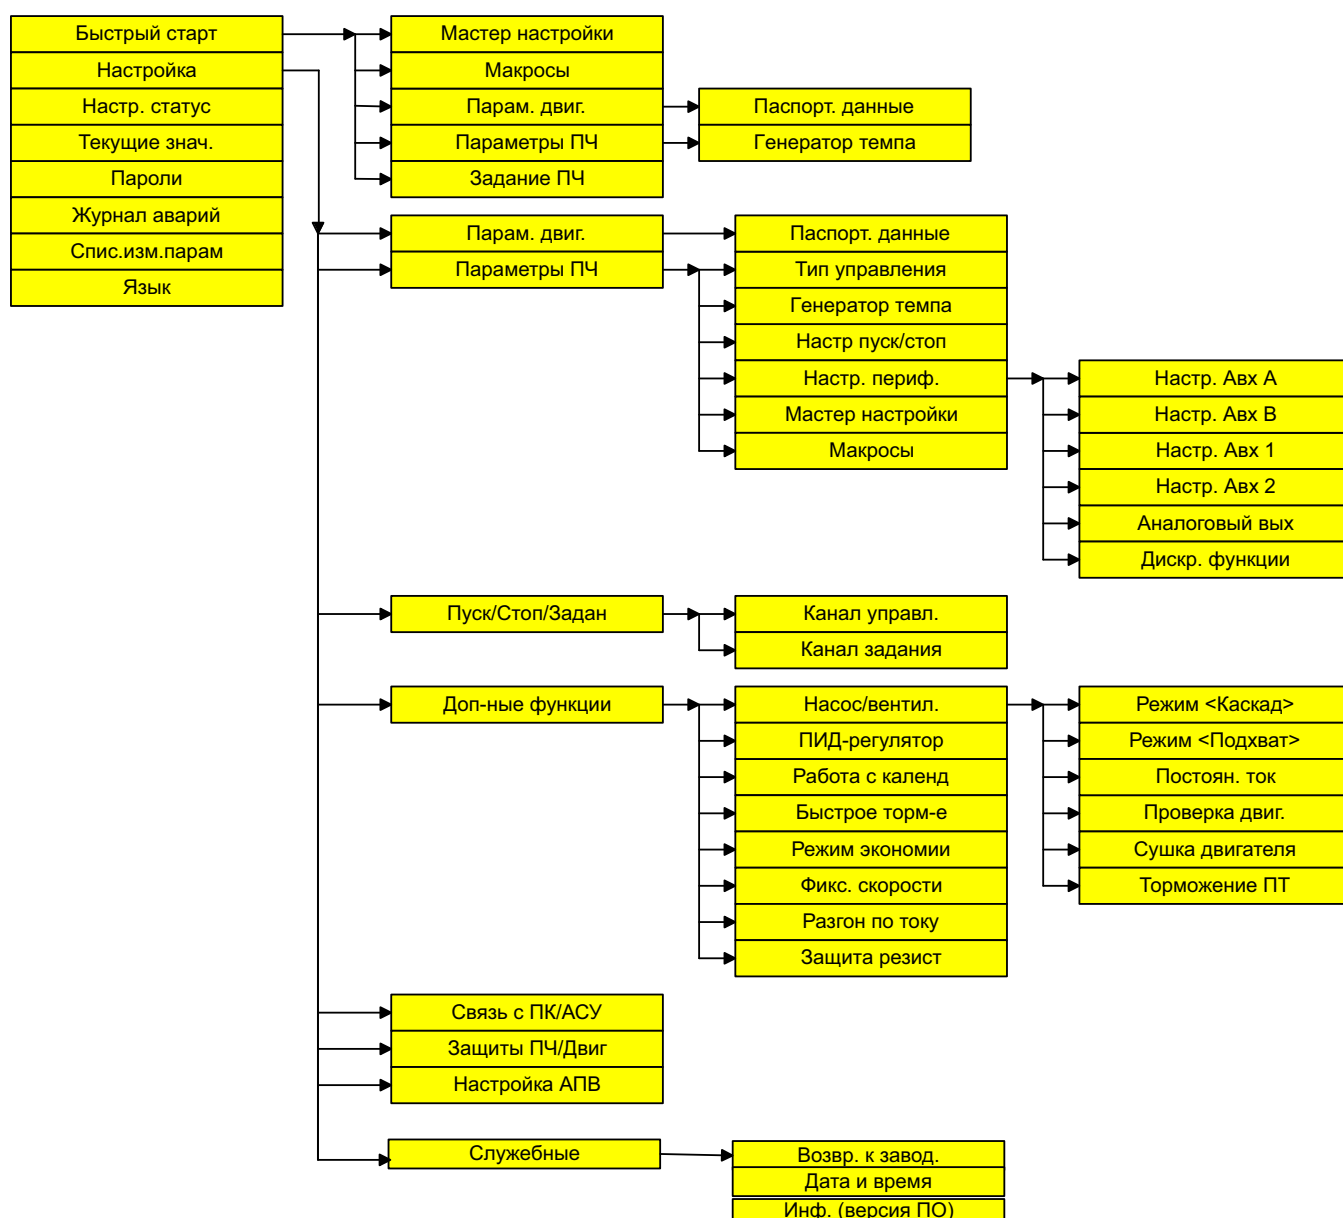 Быстрый старт
Настройка
Настр. статус
Текущие знач.
Пароли
Журнал аварий
Спис.изм.парам
Язык
Мастер настройки
Макросы
Парам. двиг.
Параметры ПЧ
Задание ПЧ
Паспорт. данные
Генератор темпа
Парам. двиг.
Параметры ПЧ
Паспорт. данные
Тип управления
Генератор темпа
Настр пуск/стоп
Настр. периф.
Мастер настройки
Макросы
Настр. Авх А
Настр. Авх В
Настр. Авх 1
Настр. Авх 2
Аналоговый вых
Дискр. функции
Пуск/Стоп/Задан
Канал управл.
Канал задания
Доп-ные функции
Насос/вентил.
ПИД-регулятор
Работа с календ
Быстрое торм-е
Режим экономии
Фикс. скорости
Разгон по току
Защита резист
Режим <Каскад>
Режим <Подхват>
Постоян. ток
Проверка двиг.
Сушка двигателя
Торможение ПТ
Связь с ПК/АСУ
Защиты ПЧ/Двиг
Настройка АПВ
Служебные
Возвр. к завод.
Дата и время
Инф. (версия ПО)